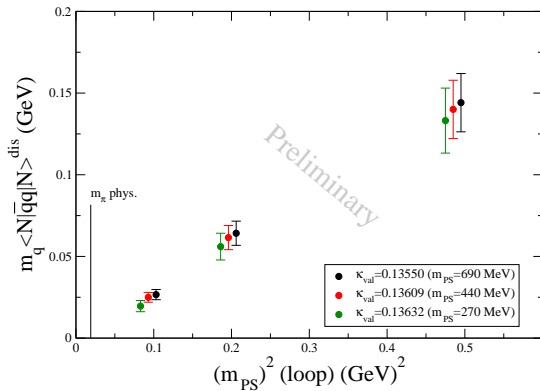 0.2
0.15
0.1
0.05
0
m_q<N|q̅q|N>^dis (GeV)
Preliminary
m_π phys.
κ_val=0.13550 (m_PS=690 MeV)
κ_val=0.13609 (m_PS=440 MeV)
κ_val=0.13632 (m_PS=270 MeV)
0 0.1 0.2 0.3 0.4 0.5
(m_PS)^2 (loop) (GeV)^2